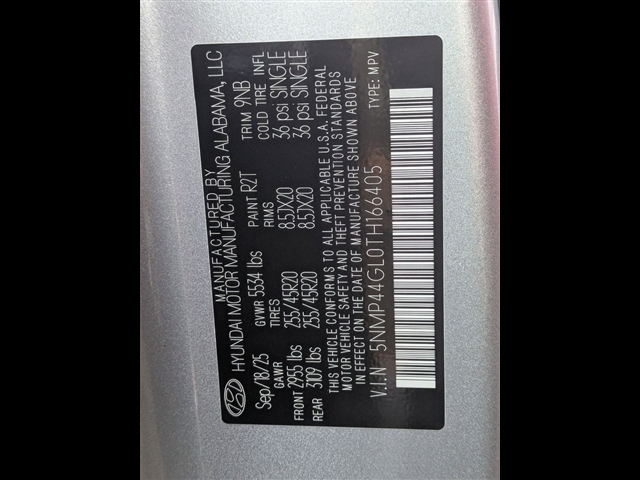 MANUFACTURED BY
HYUNDAI MOTOR MANUFACTURING ALABAMA, LLC
Sep/18/25 GVWR 5534 lbs PAINT R2T TRIM 9NB
GAWR TIRES RIMS COLD TIRE INFL
FRONT 2955 lbs 255/45R20 8.5JX20 36 psi SINGLE
REAR 3109 lbs 255/45R20 8.5JX20 36 psi SINGLE
THIS VEHICLE CONFORMS TO ALL APPLICABLE U.S.A. FEDERAL
MOTOR VEHICLE SAFETY AND THEFT PREVENTION STANDARDS
IN EFFECT ON THE DATE OF MANUFACTURE SHOWN ABOVE
V.I.N 5NMP44GL0TH166405 TYPE: MPV